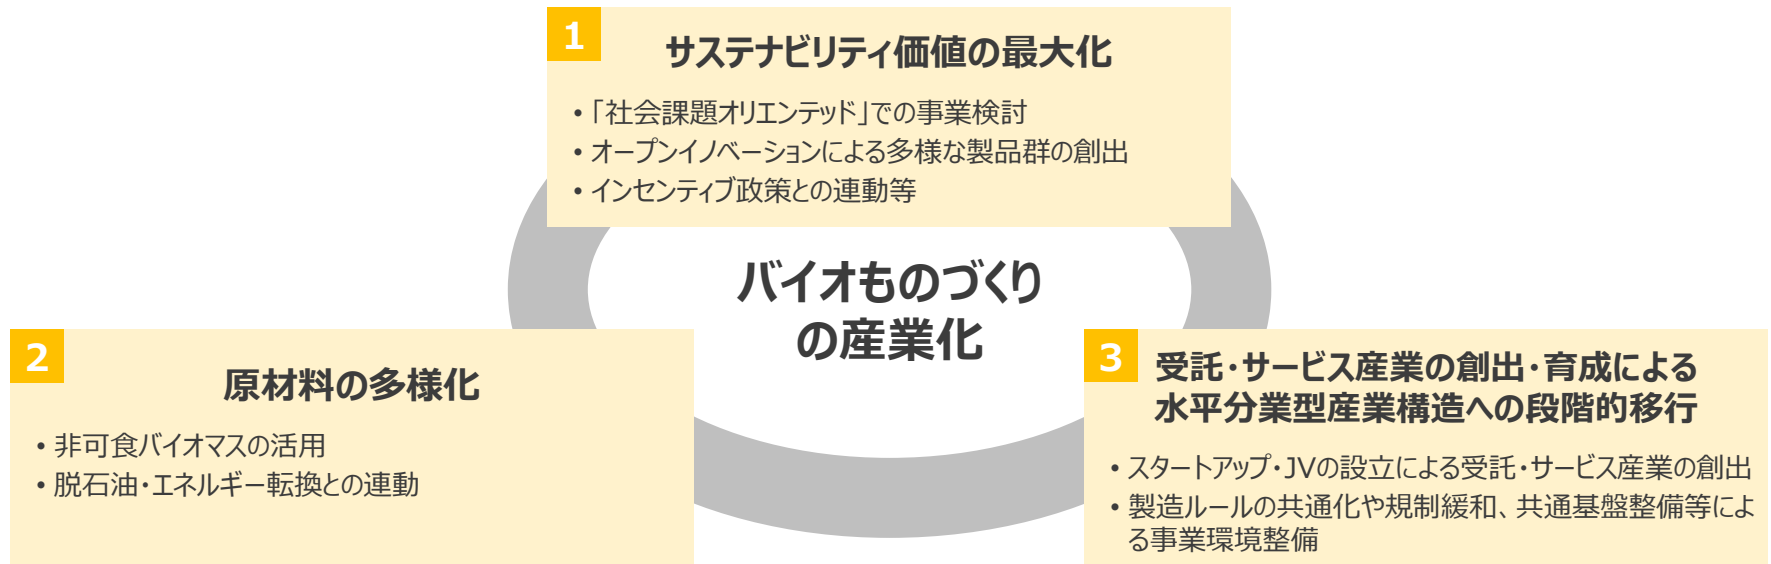 1
サステナビリティ価値の最大化
•「社会課題オリエンテッド」での事業検討
• オープンイノベーションによる多様な製品群の創出
• インセンティブ政策との連動等
バイオものづくり
の産業化
2
原材料の多様化
• 非可食バイオマスの活用
• 脱石油・エネルギー転換との連動
3
受託・サービス産業の創出・育成による
水平分業型産業構造への段階的移行
• スタートアップ・JVの設立による受託・サービス産業の創出
• 製造ルールの共通化や規制緩和、共通基盤整備等によ
る事業環境整備